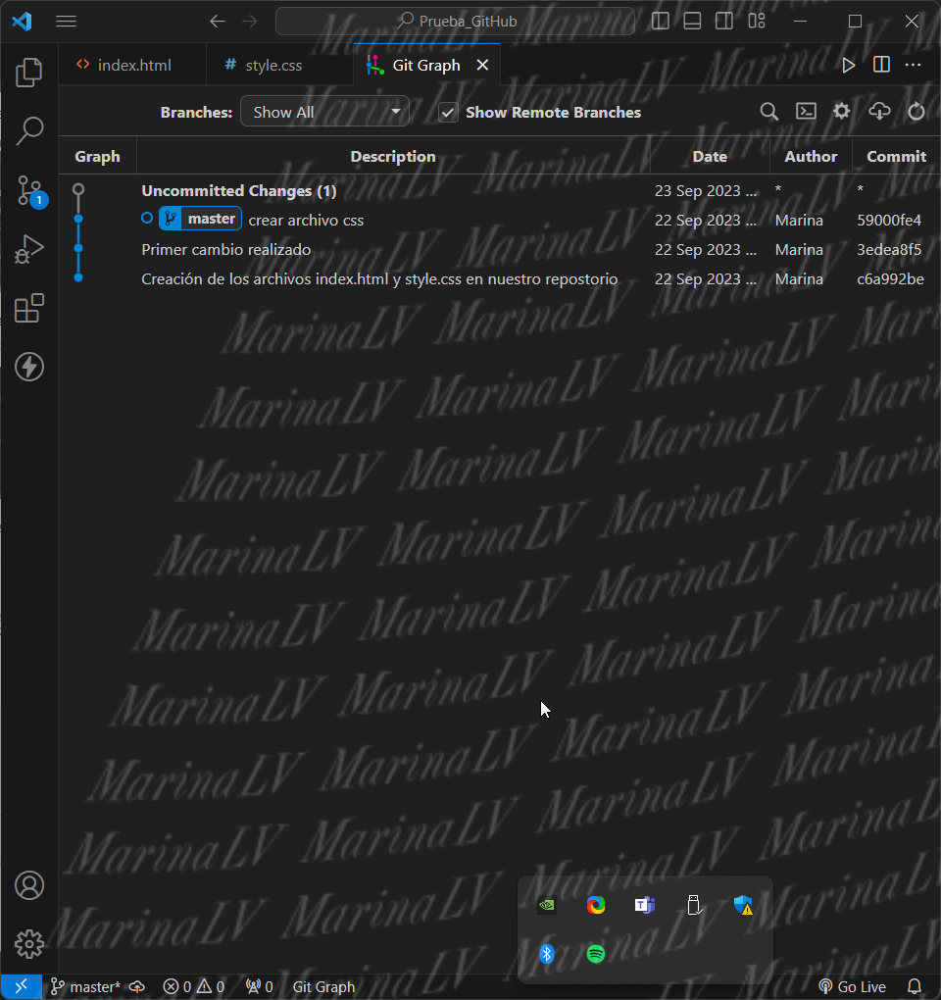 Prueba_GitHub
index.html
style.css
Git Graph
Branches: Show All Show Remote Branches
Graph Description Date Author Commit
Uncommitted Changes (1) 23 Sep 2023 ... * *
master crear archivo css 22 Sep 2023 ... Marina 59000fe4
Primer cambio realizado 22 Sep 2023 ... Marina 3edea8f5
Creación de los archivos index.html y style.css en nuestro repostorio 22 Sep 2023 ... Marina c6a992be
1
MarinaLV
master* 0 0 0 Git Graph Go Live